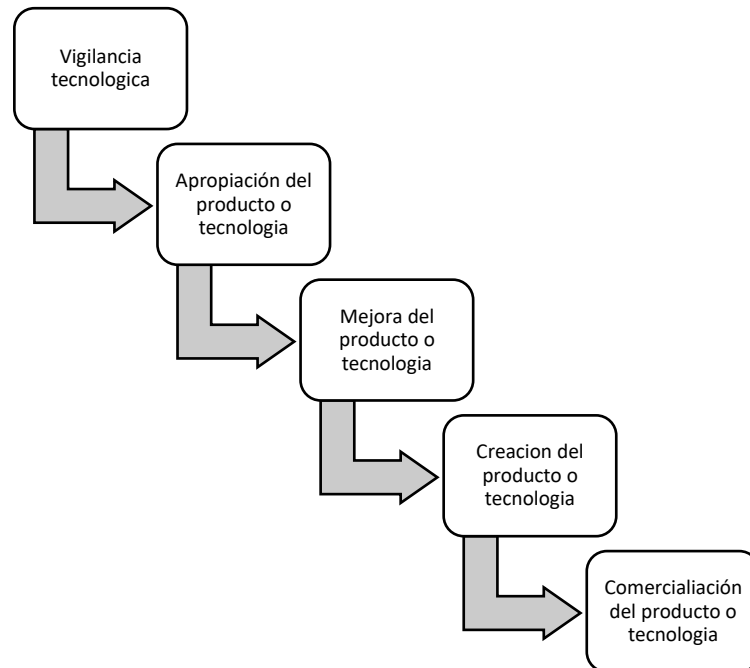 Vigilancia
tecnologica
Apropiación del
producto o
tecnologia
Mejora del
producto o
tecnologia
Creacion del
producto o
tecnologia
Comercialiación
del producto o
tecnologia